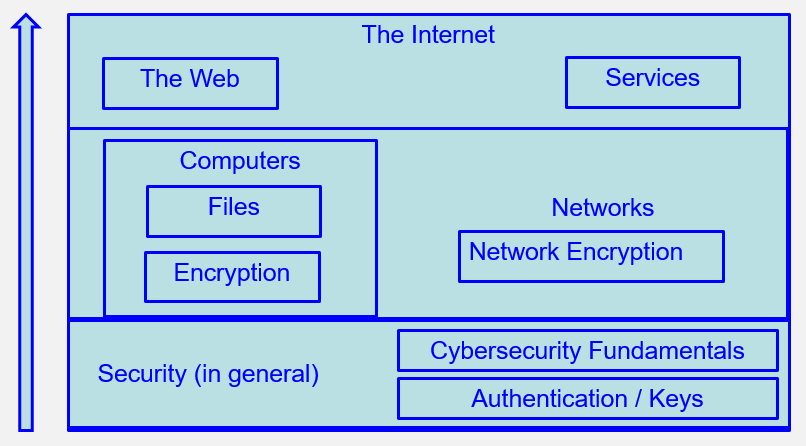 The Internet
The Web
Services
Computers
Files
Encryption
Networks
Network Encryption
Security (in general)
Cybersecurity Fundamentals
Authentication / Keys